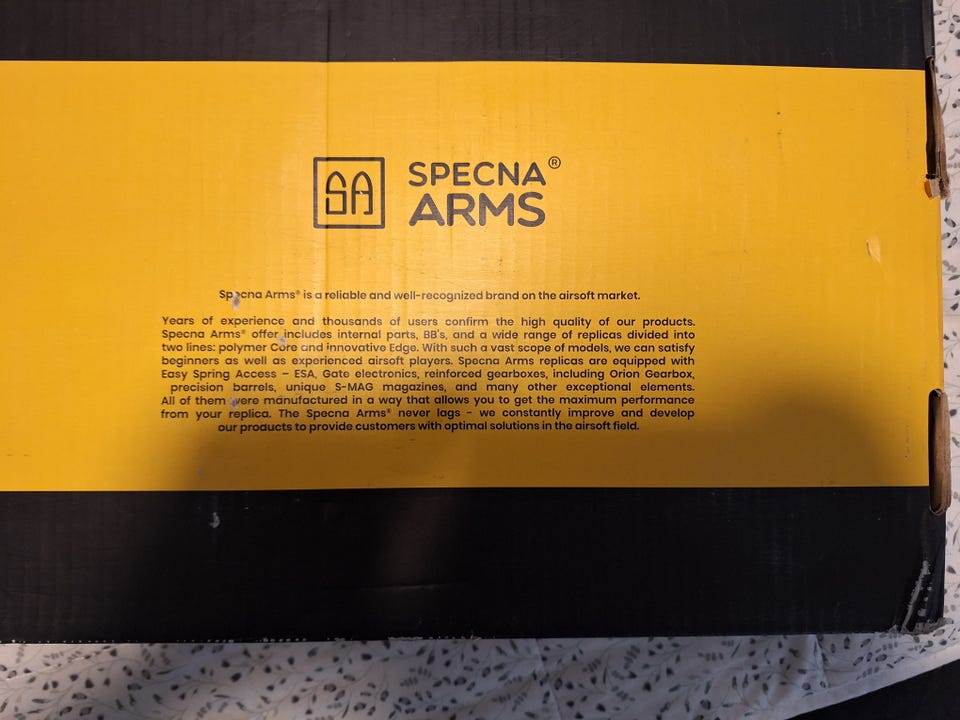 SA
SPECNA®
ARMS
Specna Arms® is a reliable and well-recognized brand on the airsoft market.
Years of experience and thousands of users confirm the high quality of our products.
Specna Arms® offer includes internal parts, BB's, and a wide range of replicas divided into
two lines: polymer Core and innovative Edge. With such a vast scope of models, we can satisfy
beginners as well as experienced airsoft players. Specna Arms replicas are equipped with
Easy Spring Access – ESA, Gate electronics, reinforced gearboxes, including Orion Gearbox,
precision barrels, unique S-MAG magazines, and many other exceptional elements.
All of them were manufactured in a way that allows you to get the maximum performance
from your replica. The Specna Arms® never lags - we constantly improve and develop
our products to provide customers with optimal solutions in the airsoft field.